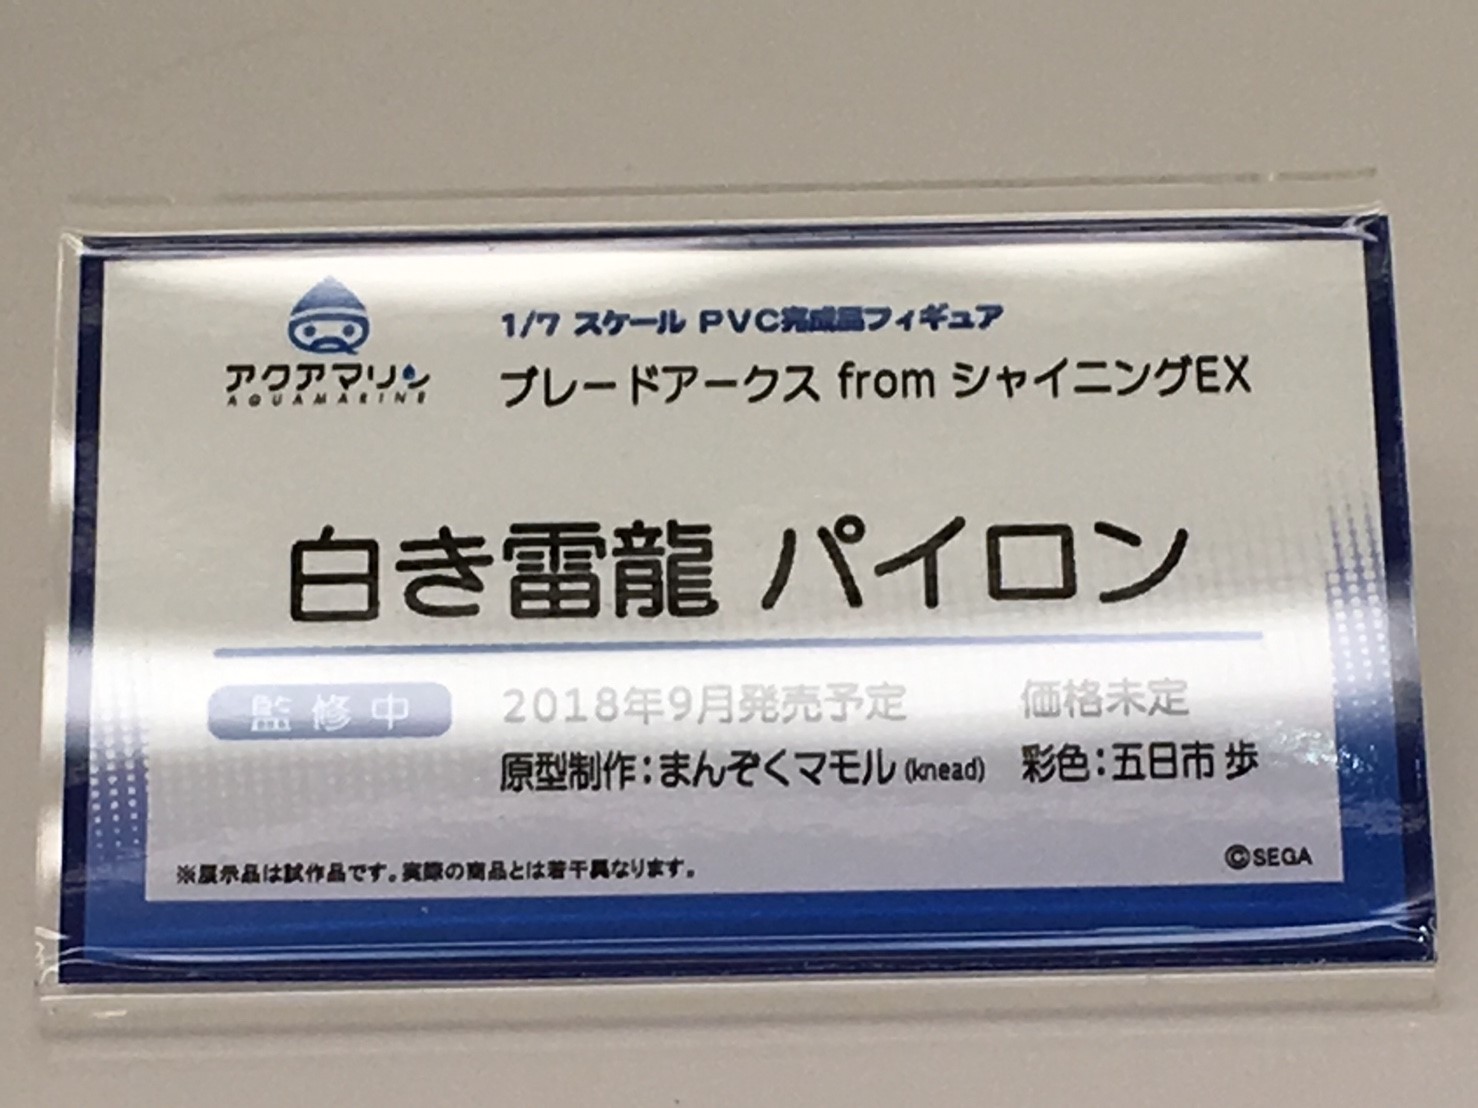 アクアマリン
AQUAMARINE
1/7 スケール PVC完成品フィギュア
ブレードアークス from シャイニングEX
白き雷龍 パイロン
監修中
2018年9月発売予定 価格未定
原型制作：まんぞくマモル(knead) 彩色：五日市 歩
※展示品は試作品です。実際の商品とは若干異なります。
©SEGA